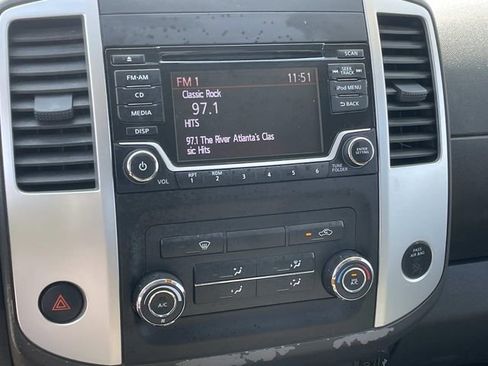 SCAN
FM·AM
CD
MEDIA
DISP
FM 1
11:51
Classic Rock
97.1
HITS
97.1 The River Atlanta's Clas
sic Hits
SEEK
TRACK
iPod MENU
BACK
VOL
RPT
1
RDM
2
3
4
5
6
TUNE
FOLDER
ENTER
SETTING
PASS
AIR BAG
A/C
MAX
A/C